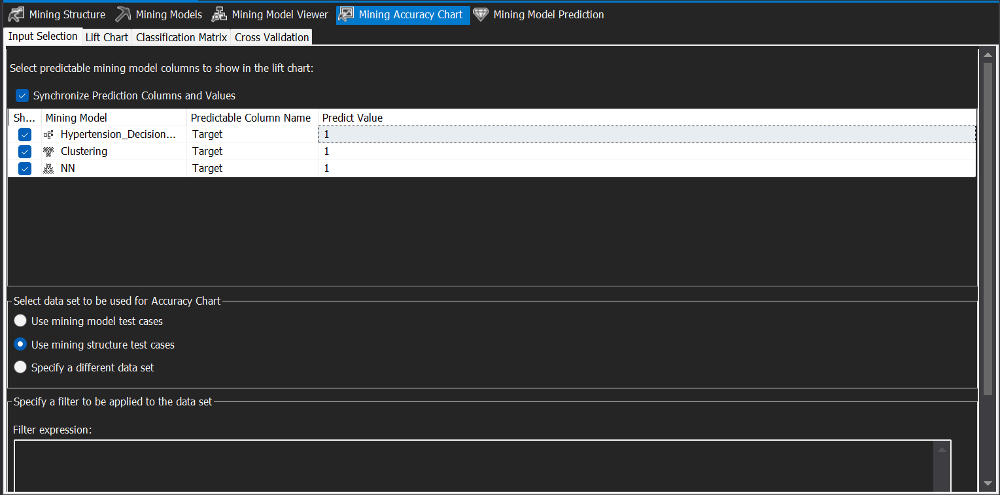 Mining Structure Mining Models Mining Model Viewer Mining Accuracy Chart Mining Model Prediction
Input Selection Lift Chart Classification Matrix Cross Validation
Select predictable mining model columns to show in the lift chart:
Synchronize Prediction Columns and Values
Sh... Mining Model Predictable Column Name Predict Value
Hypertension_Decision... Target 1
Clustering Target 1
NN Target 1
Select data set to be used for Accuracy Chart
Use mining model test cases
Use mining structure test cases
Specify a different data set
Specify a filter to be applied to the data set
Filter expression: